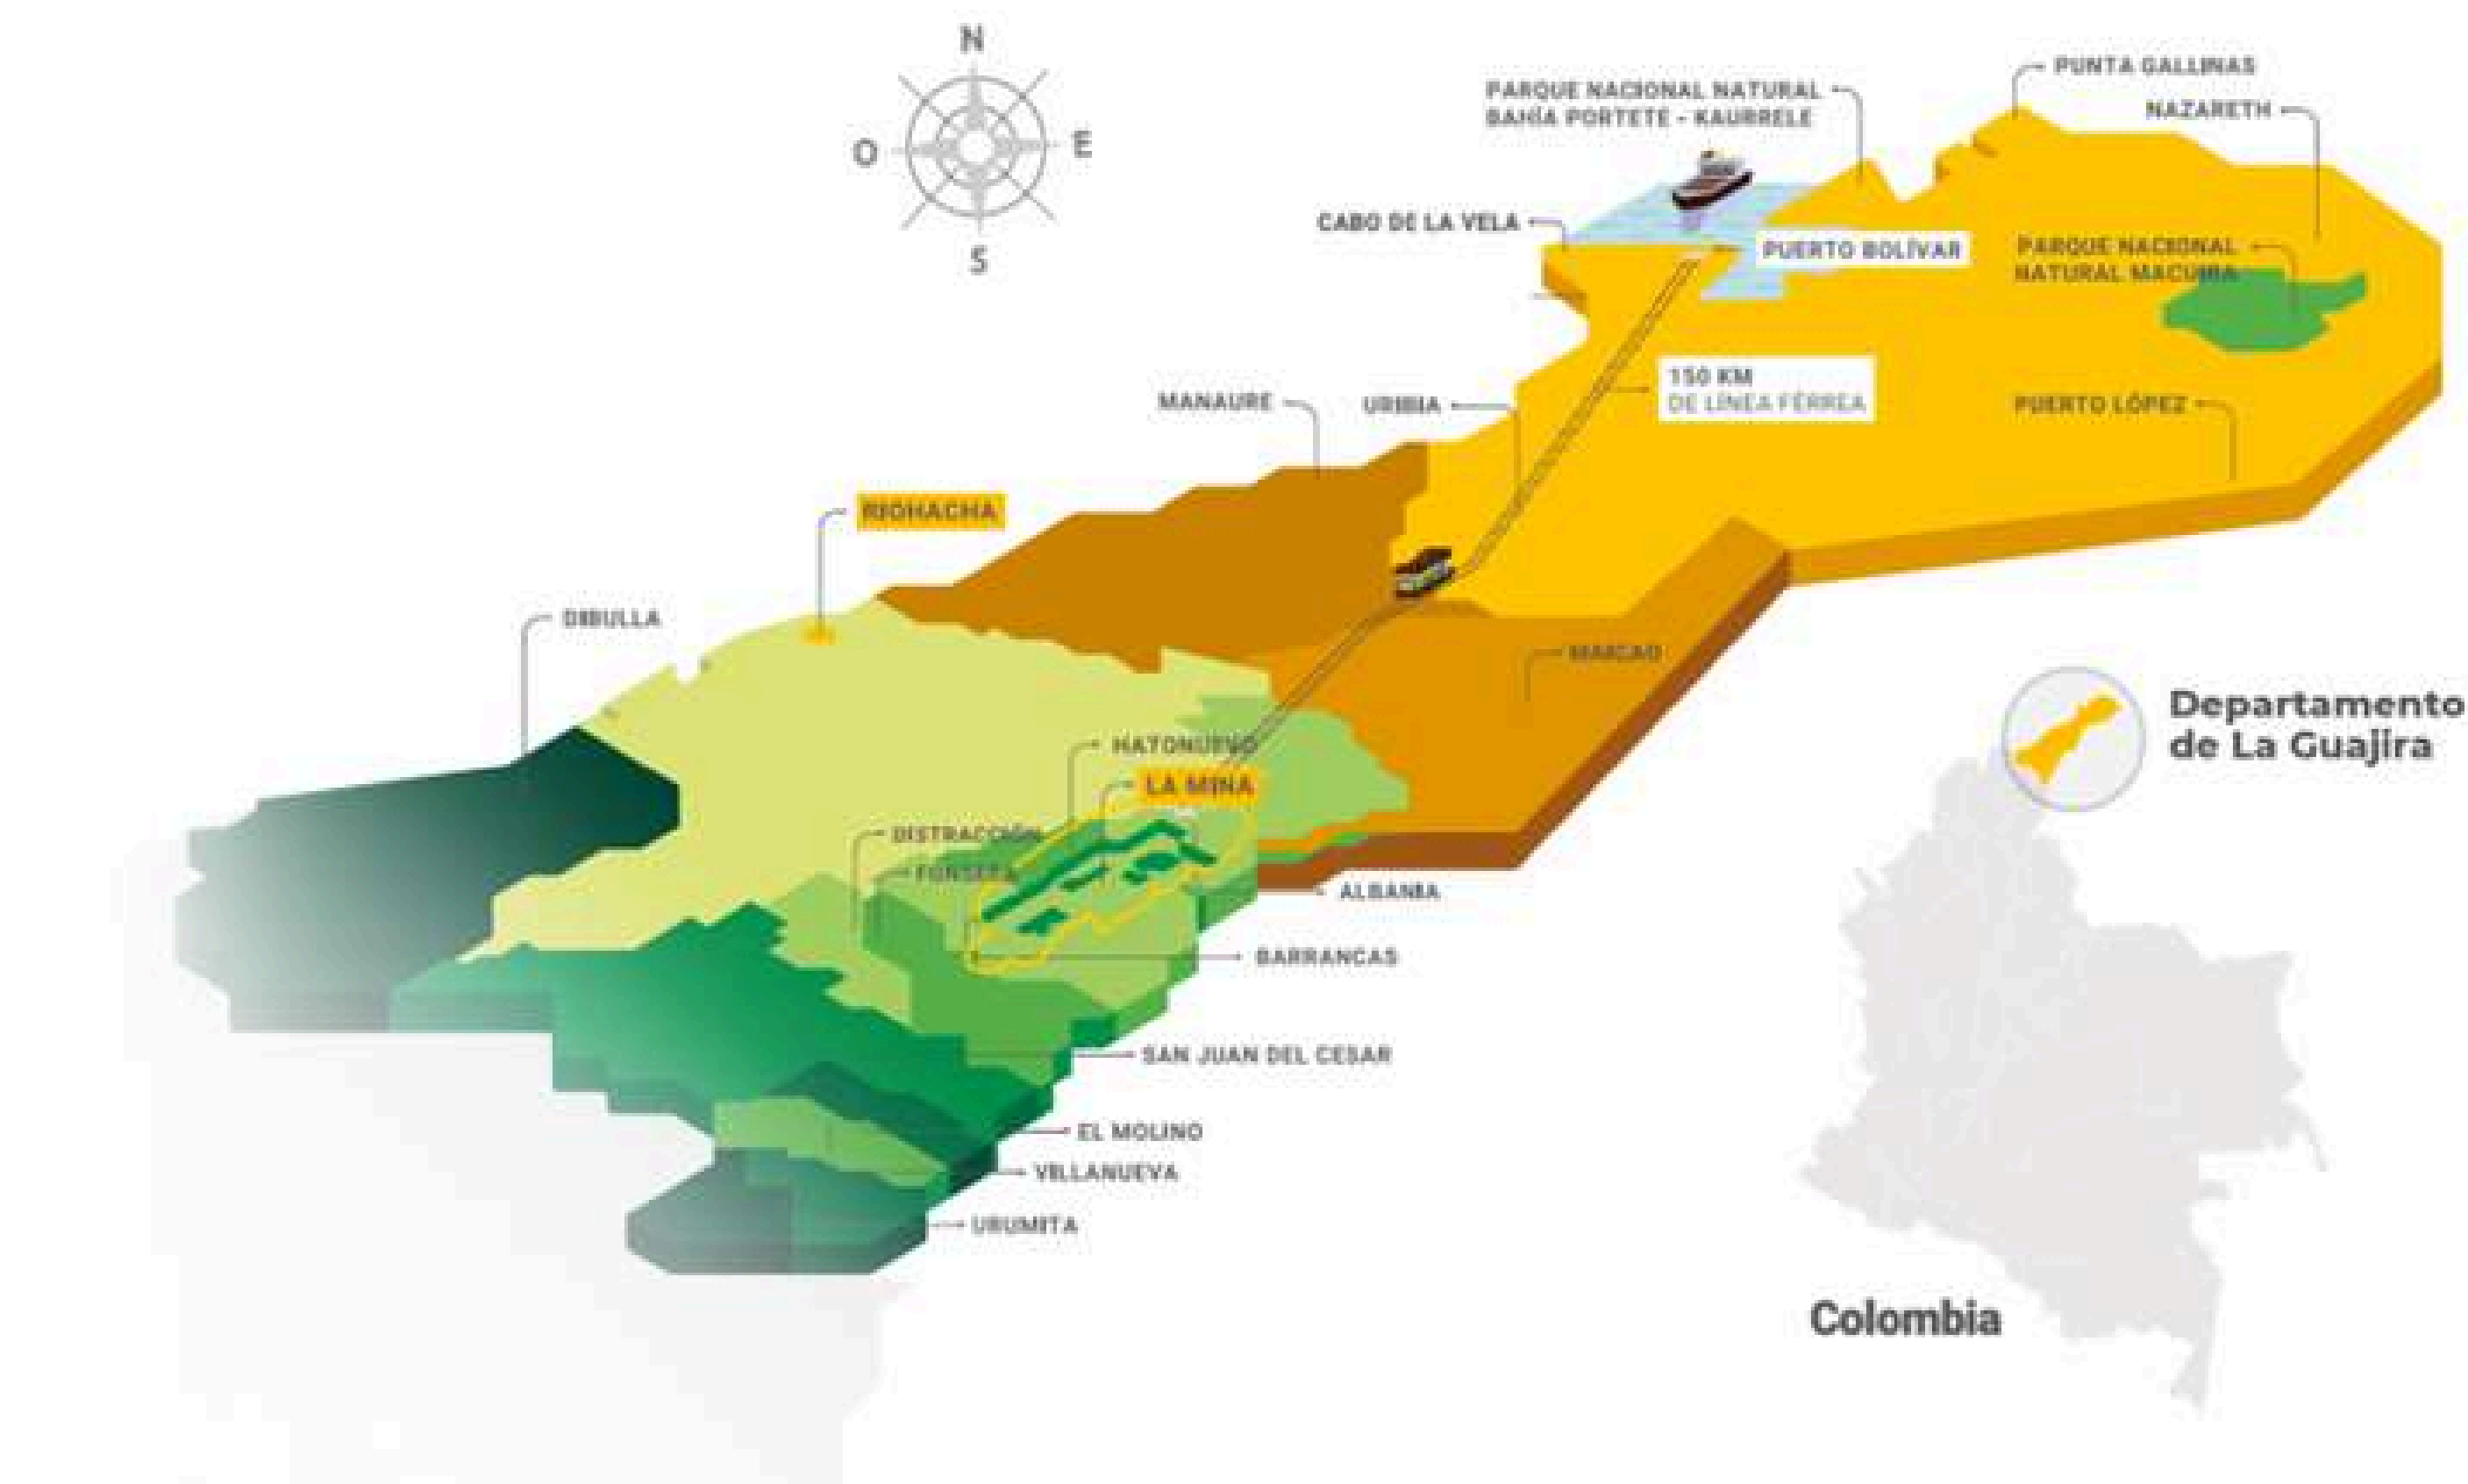 N
O
E
S
PUNTA GALLINAS
PARQUE NACIONAL NATURAL
BAHÍA PORTETE - KAURRELE
NAZARETH
CABO DE LA VELA
PUERTO BOLÍVAR
PARQUE NACIONAL
NATURAL MACUIRA
150 KM
DE LÍNEA FÉRREA
MANAURE
URIBIA
PUERTO LÓPEZ
RIOHACHA
DIBULLA
MAICAO
Departamento
de La Guajira
HATONUEVO
LA MINA
DISTRACCIÓN
FONSECA
ALBANIA
BARRANCAS
SAN JUAN DEL CESAR
EL MOLINO
VILLANUEVA
URUMITA
Colombia